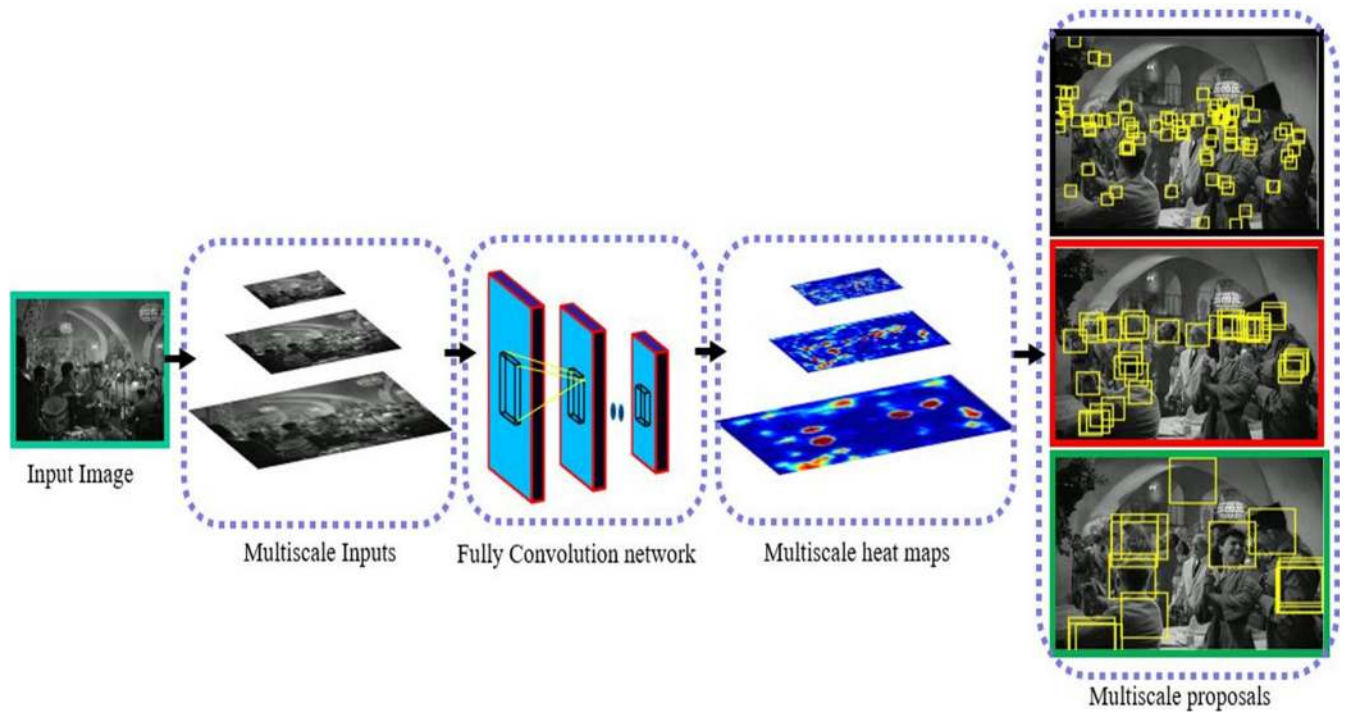 Input Image
Multiscale Inputs
Fully Convolution network
Multiscale heat maps
Multiscale proposals